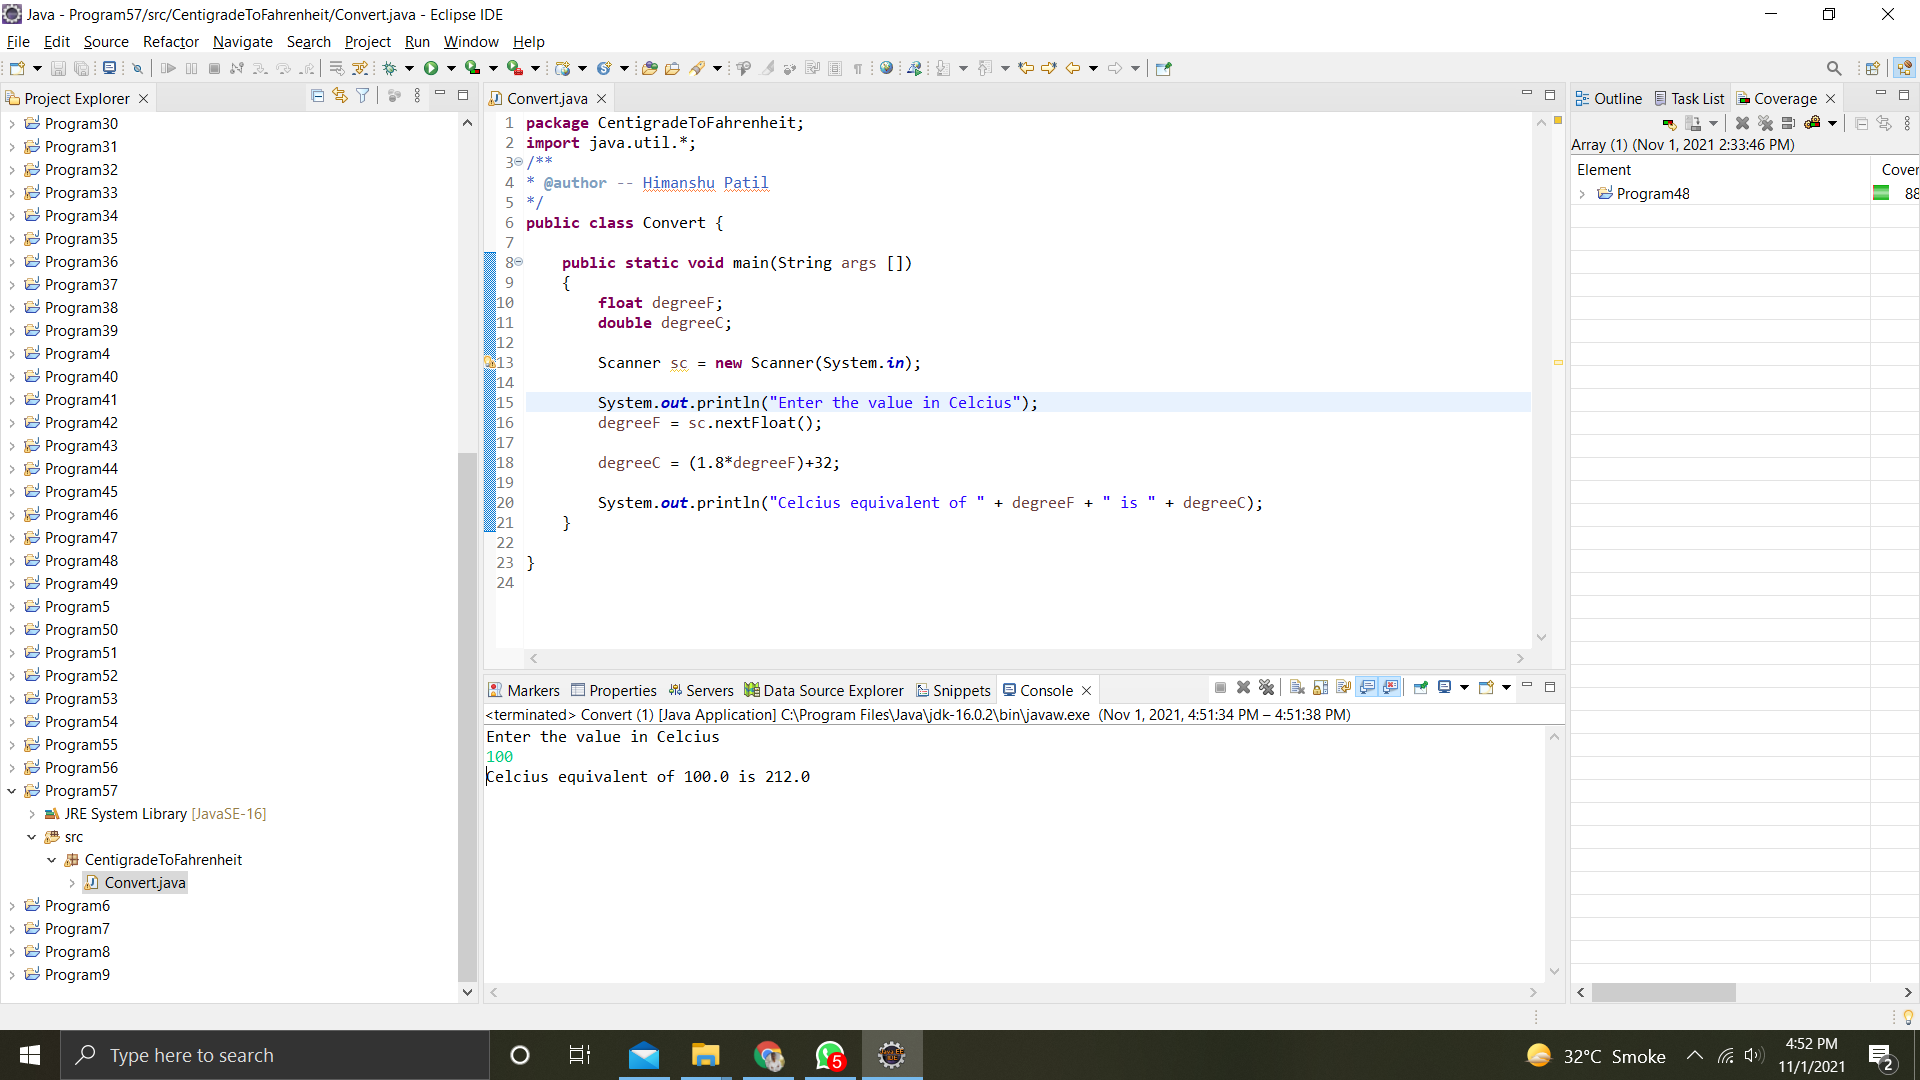 Java - Program57/src/CentigradeToFahrenheit/Convert.java - Eclipse IDE
File Edit Source Refactor Navigate Search Project Run Window Help
Project Explorer
Program30
Program31
Program32
Program33
Program34
Program35
Program36
Program37
Program38
Program39
Program4
Program40
Program41
Program42
Program43
Program44
Program45
Program46
Program47
Program48
Program49
Program5
Program50
Program51
Program52
Program53
Program54
Program55
Program56
Program57
JRE System Library [JavaSE-16]
src
CentigradeToFahrenheit
Convert.java
Program6
Program7
Program8
Program9
Convert.java
1 package CentigradeToFahrenheit;
2 import java.util.*;
3 /**
4 * @author -- Himanshu Patil
5 */
6 public class Convert {
7
8 public static void main(String args [])
9 {
10 float degreeF;
11 double degreeC;
12
13 Scanner sc = new Scanner(System.in);
14
15 System.out.println("Enter the value in Celcius");
16 degreeF = sc.nextFloat();
17
18 degreeC = (1.8*degreeF)+32;
19
20 System.out.println("Celcius equivalent of " + degreeF + " is " + degreeC);
21 }
22
23 }
24
Markers Properties Servers Data Source Explorer Snippets Console
<terminated> Convert (1) [Java Application] C:\Program Files\Java\jdk-16.0.2\bin\javaw.exe (Nov 1, 2021, 4:51:34 PM – 4:51:38 PM)
Enter the value in Celcius
100
Celcius equivalent of 100.0 is 212.0
Outline Task List Coverage
Array (1) (Nov 1, 2021 2:33:46 PM)
Element Cover
Program48 88
Type here to search
5
32°C Smoke
4:52 PM
11/1/2021
2